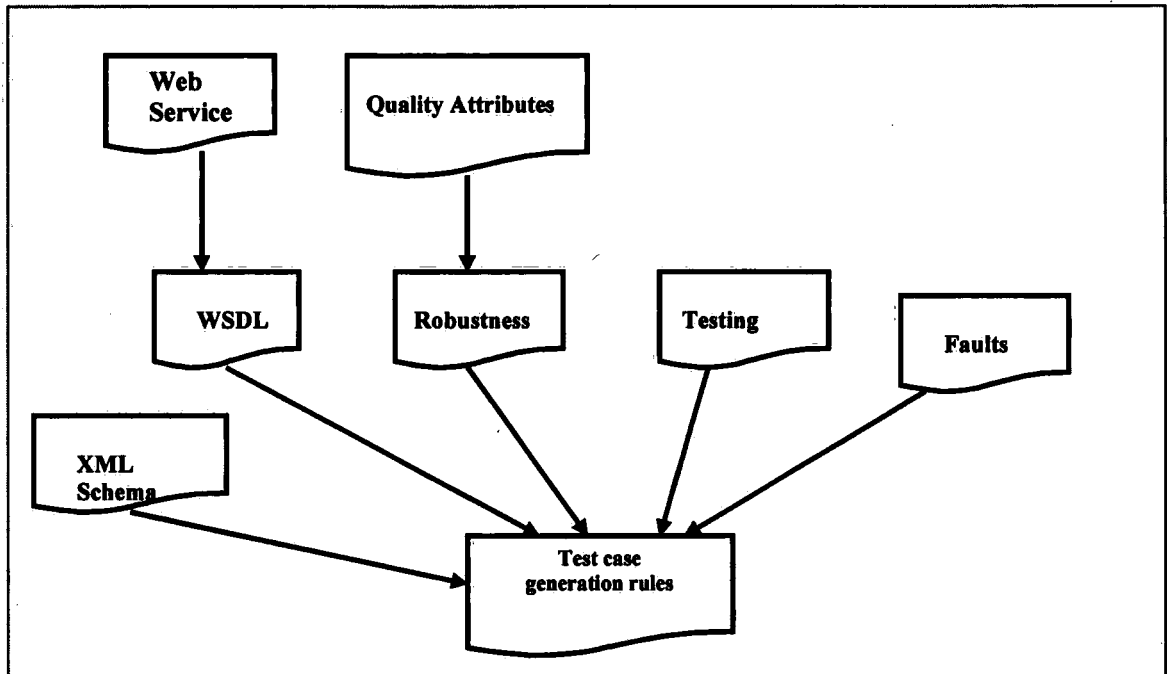 Web
Service
Quality Attributes
WSDL
Robustness
Testing
Faults
XML
Schema
Test case
generation rules